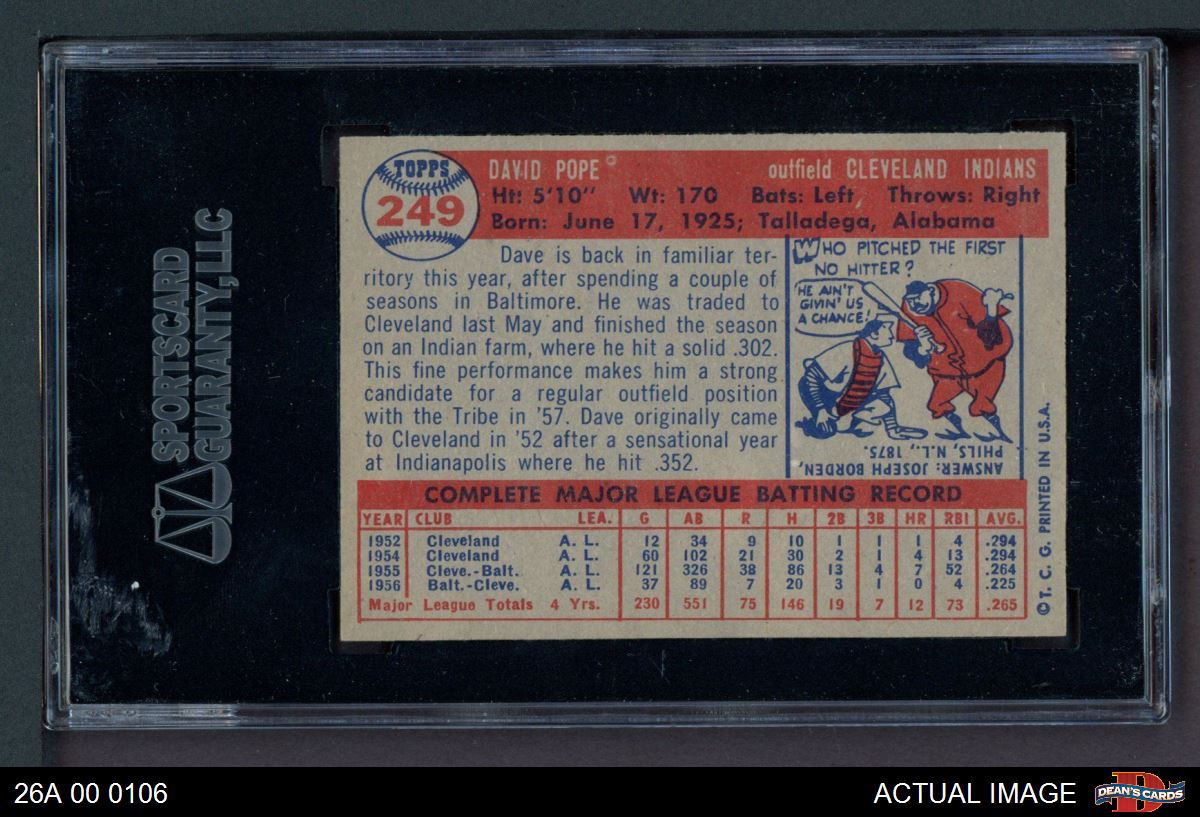 SPORTSCARD
GUARANTY,LLC
TOPPS
249
DAVID POPE
outfield CLEVELAND INDIANS
Ht: 5'10" Wt: 170 Bats: Left Throws: Right
Born: June 17, 1925; Talladega, Alabama
Dave is back in familiar ter-
ritory this year, after spending a couple of
seasons in Baltimore. He was traded to
Cleveland last May and finished the season
on an Indian farm, where he hit a solid .302.
This fine performance makes him a strong
candidate for a regular outfield position
with the Tribe in '57. Dave originally came
to Cleveland in '52 after a sensational year
at Indianapolis where he hit .352.
WHO PITCHED THE FIRST
NO HITTER?
HE AIN'T
GIVIN' US
A CHANCE!
ANSWER: JOSEPH BORDEN,
PHILS, N.L., 1875.
COMPLETE MAJOR LEAGUE BATTING RECORD
YEAR CLUB LEA. G AB R H 2B 3B HR RBI AVG.
1952 Cleveland A. L. 12 34 9 10 1 1 1 4 .294
1954 Cleveland A. L. 60 102 21 30 2 1 4 13 .294
1955 Cleve.-Balt. A. L. 121 326 38 86 13 4 7 52 .264
1956 Balt.-Cleve. A. L. 37 89 7 20 3 1 0 4 .225
Major League Totals 4 Yrs. 230 551 75 146 19 7 12 73 .265
©T. C. G. PRINTED IN U.S.A.
26A 00 0106
ACTUAL IMAGE
DEAN'S CARDS